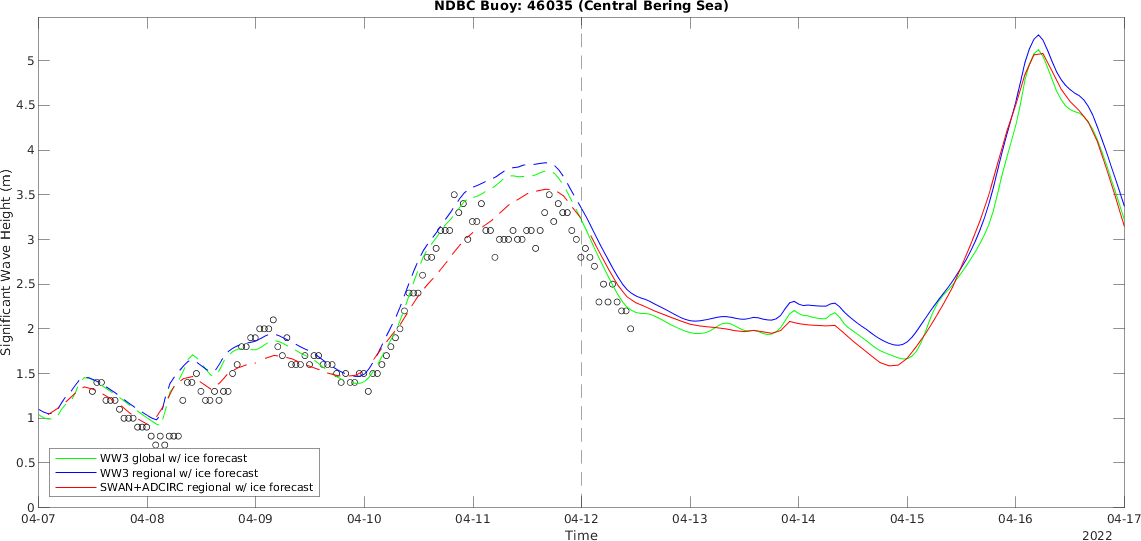 NDBC Buoy: 46035 (Central Bering Sea)
Significant Wave Height (m)
5
4.5
4
3.5
3
2.5
2
1.5
1
0.5
0
WW3 global w/ ice forecast
WW3 regional w/ ice forecast
SWAN+ADCIRC regional w/ ice forecast
04-07 04-08 04-09 04-10 04-11 04-12 04-13 04-14 04-15 04-16 04-17
Time
2022